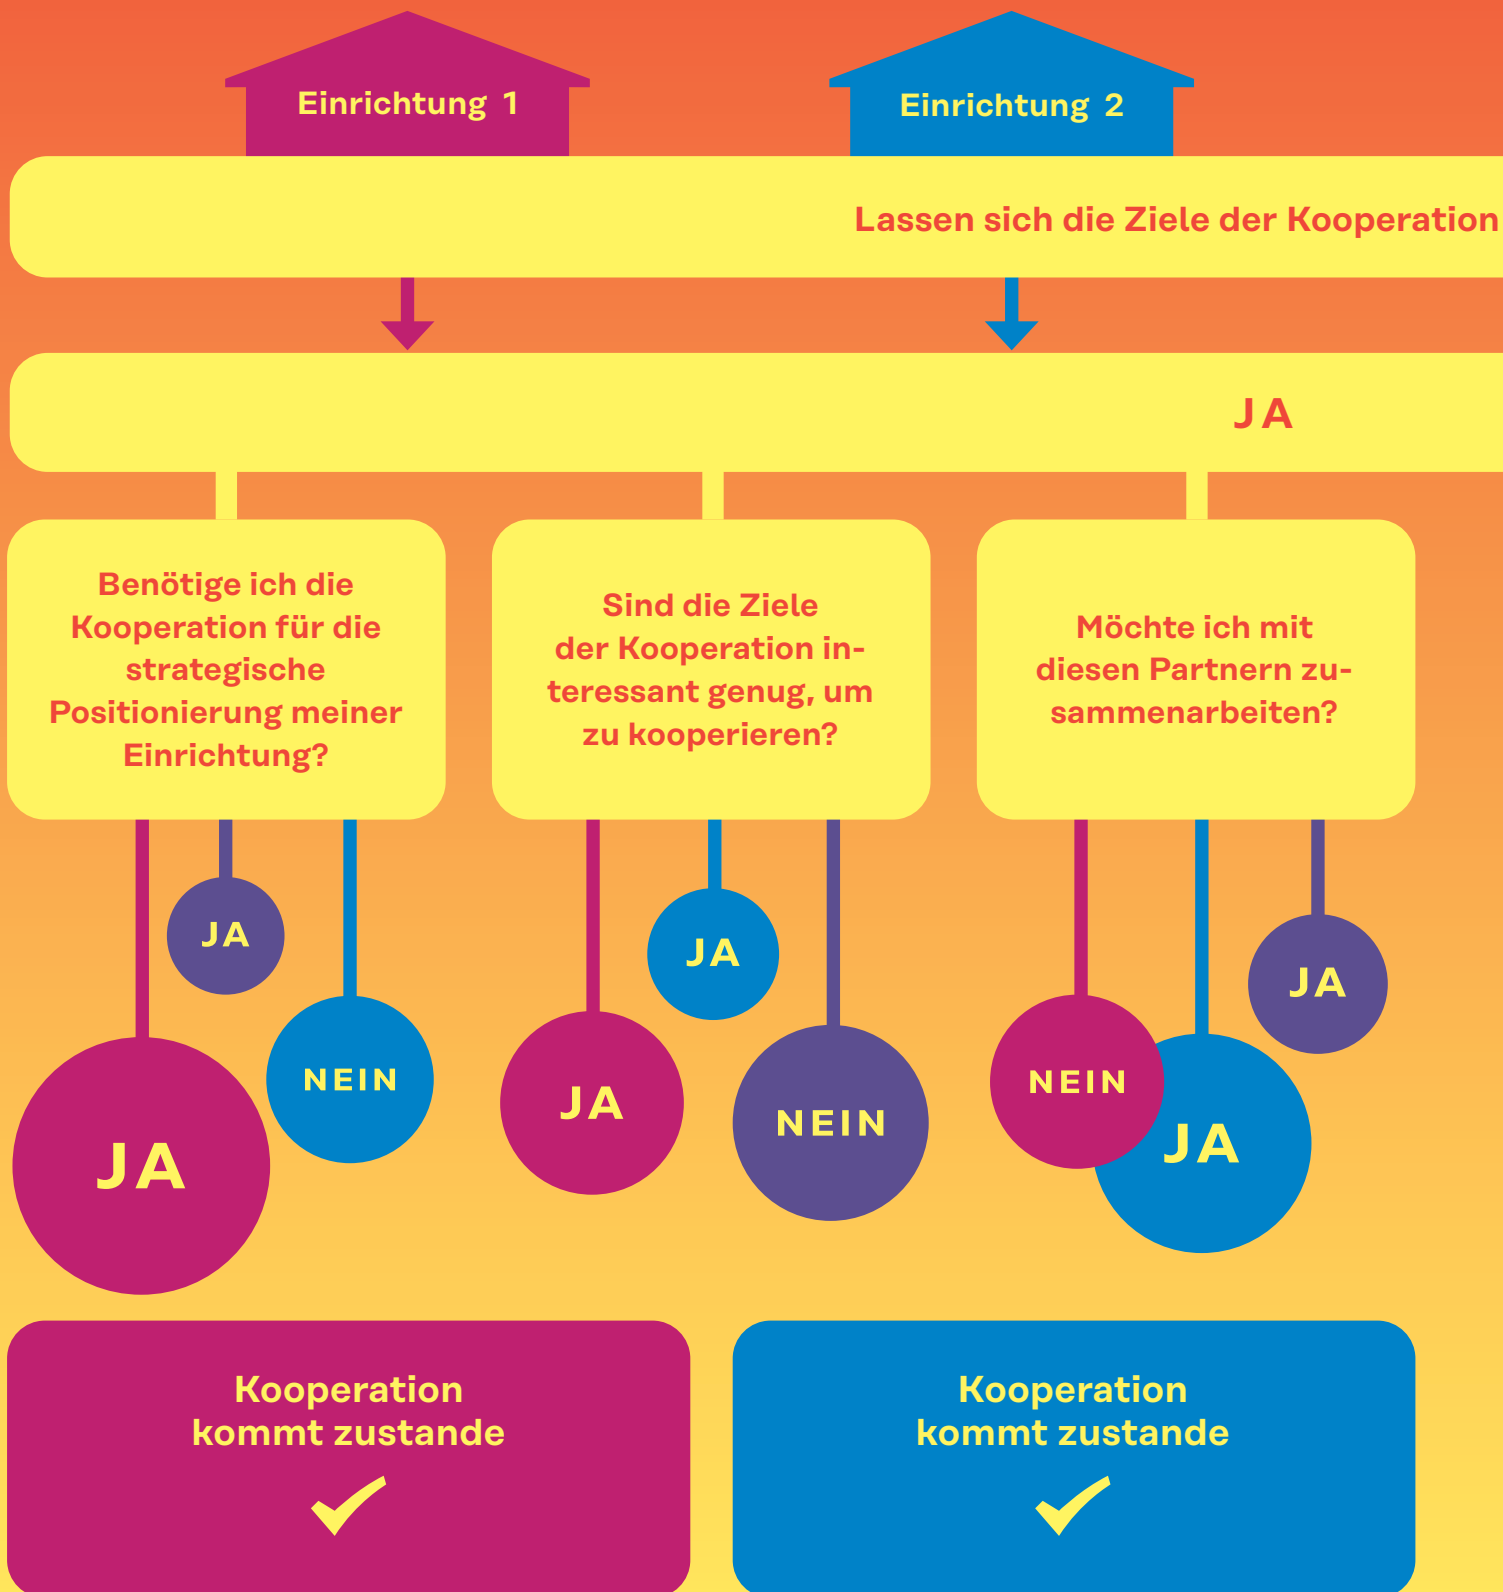 Einrichtung 1
Einrichtung 2
Lassen sich die Ziele der Kooperation
JA
Benötige ich die
Kooperation für die
strategische
Positionierung meiner
Einrichtung?
Sind die Ziele
der Kooperation in-
teressant genug, um
zu kooperieren?
Möchte ich mit
diesen Partnern zu-
sammenarbeiten?
JA
JA
NEIN
JA
JA
NEIN
NEIN
JA
JA
Kooperation
kommt zustande
Kooperation
kommt zustande